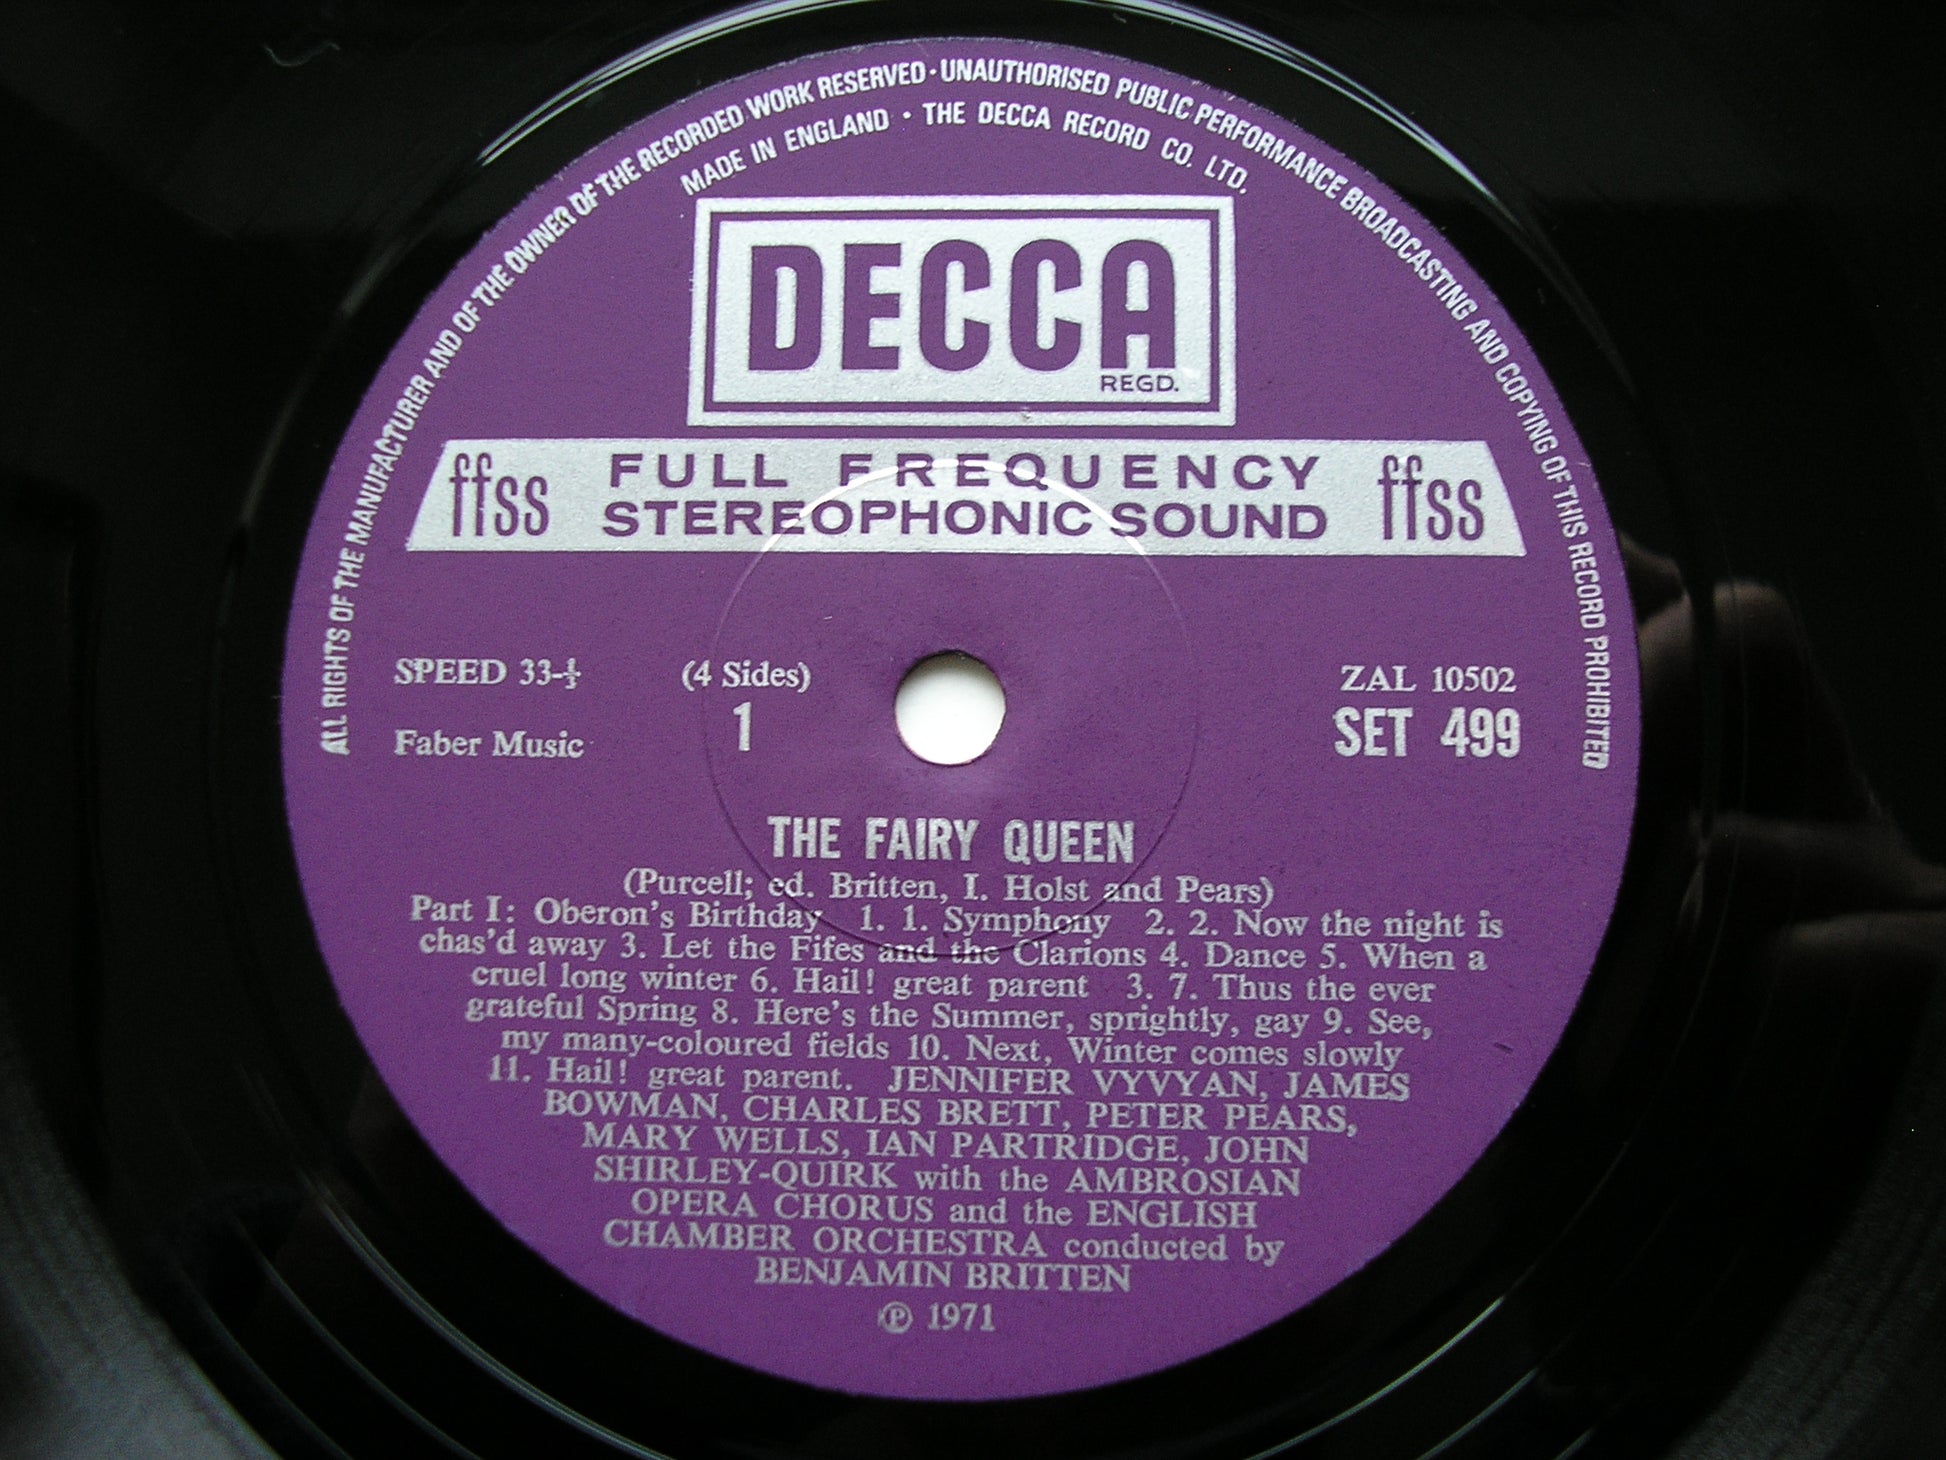 ALL RIGHTS OF THE MANUFACTURER AND OF THE OWNER OF THE RECORDED WORK RESERVED · UNAUTHORISED PUBLIC PERFORMANCE BROADCASTING AND COPYING OF THIS RECORD PROHIBITED
MADE IN ENGLAND · THE DECCA RECORD CO. LTD.
DECCA
REGD.
ffss FULL FREQUENCY ffss
STEREOPHONIC SOUND
SPEED 33-⅓ (4 Sides) ZAL 10502
Faber Music 1 SET 499
THE FAIRY QUEEN
(Purcell; ed. Britten, I. Holst and Pears)
Part I: Oberon's Birthday 1. 1. Symphony 2. 2. Now the night is
chas'd away 3. Let the Fifes and the Clarions 4. Dance 5. When a
cruel long winter 6. Hail! great parent 3. 7. Thus the ever
grateful Spring 8. Here's the Summer, sprightly, gay 9. See,
my many-coloured fields 10. Next, Winter comes slowly
11. Hail! great parent. JENNIFER VYVYAN, JAMES
BOWMAN, CHARLES BRETT, PETER PEARS,
MARY WELLS, IAN PARTRIDGE, JOHN
SHIRLEY-QUIRK with the AMBROSIAN
OPERA CHORUS and the ENGLISH
CHAMBER ORCHESTRA conducted by
BENJAMIN BRITTEN
℗ 1971